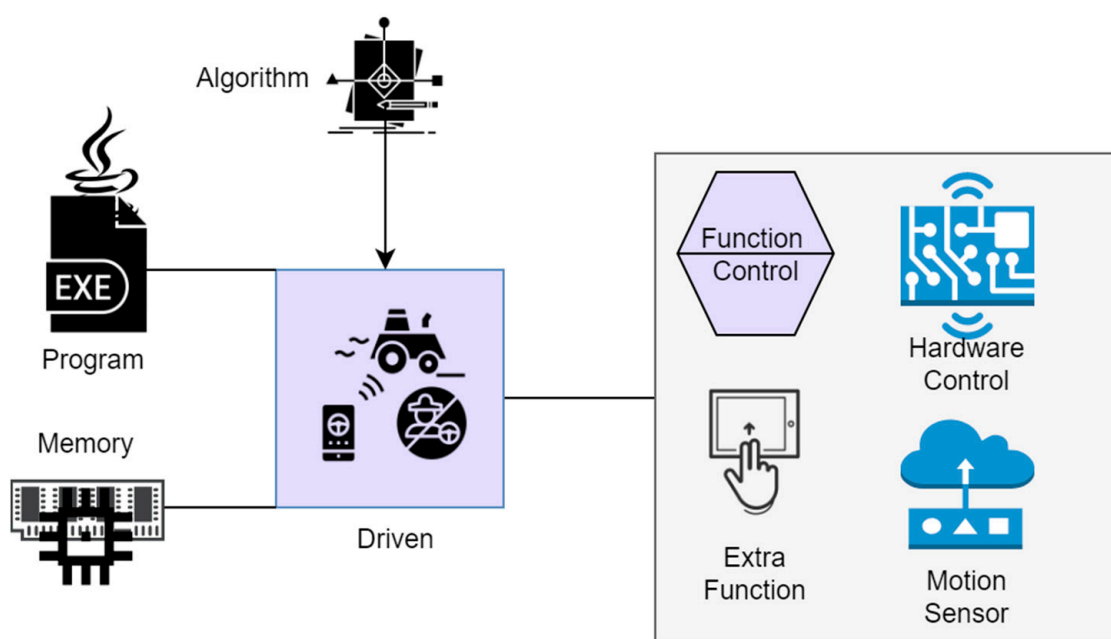 Algorithm
EXE
Program
Memory
Driven
Function
Control
Hardware
Control
Extra
Function
Motion
Sensor